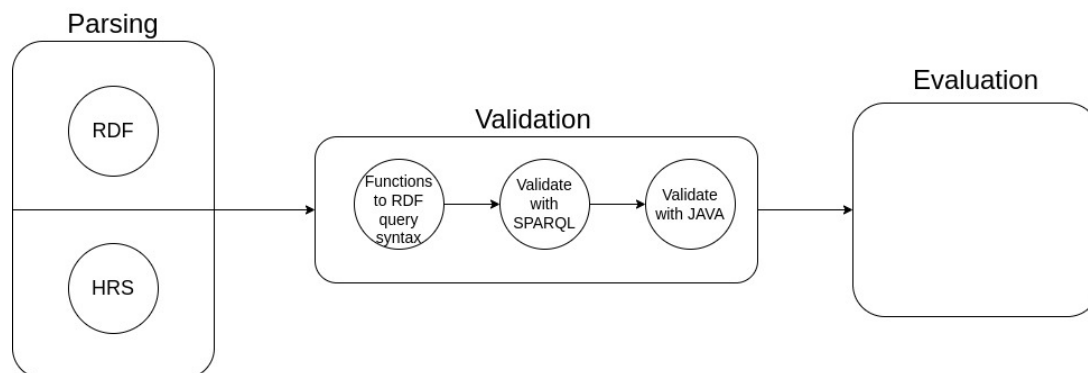 Parsing
RDF
HRS
Validation
Functions
to RDF
query
syntax
Validate
with
SPARQL
Validate
with JAVA
Evaluation